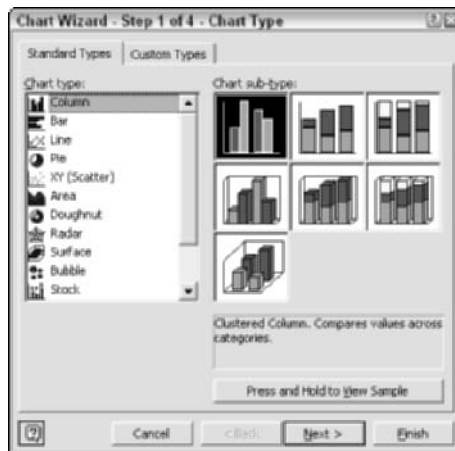 Chart Wizard - Step 1 of 4 - Chart Type
Standard Types
Custom Types
Chart type:
Column
Bar
Line
Pie
XY (Scatter)
Area
Doughnut
Radar
Surface
Bubble
Stock
Chart sub-type:
Clustered Column. Compares values across
categories.
Press and Hold to View Sample
Cancel
< Back
Next >
Finish